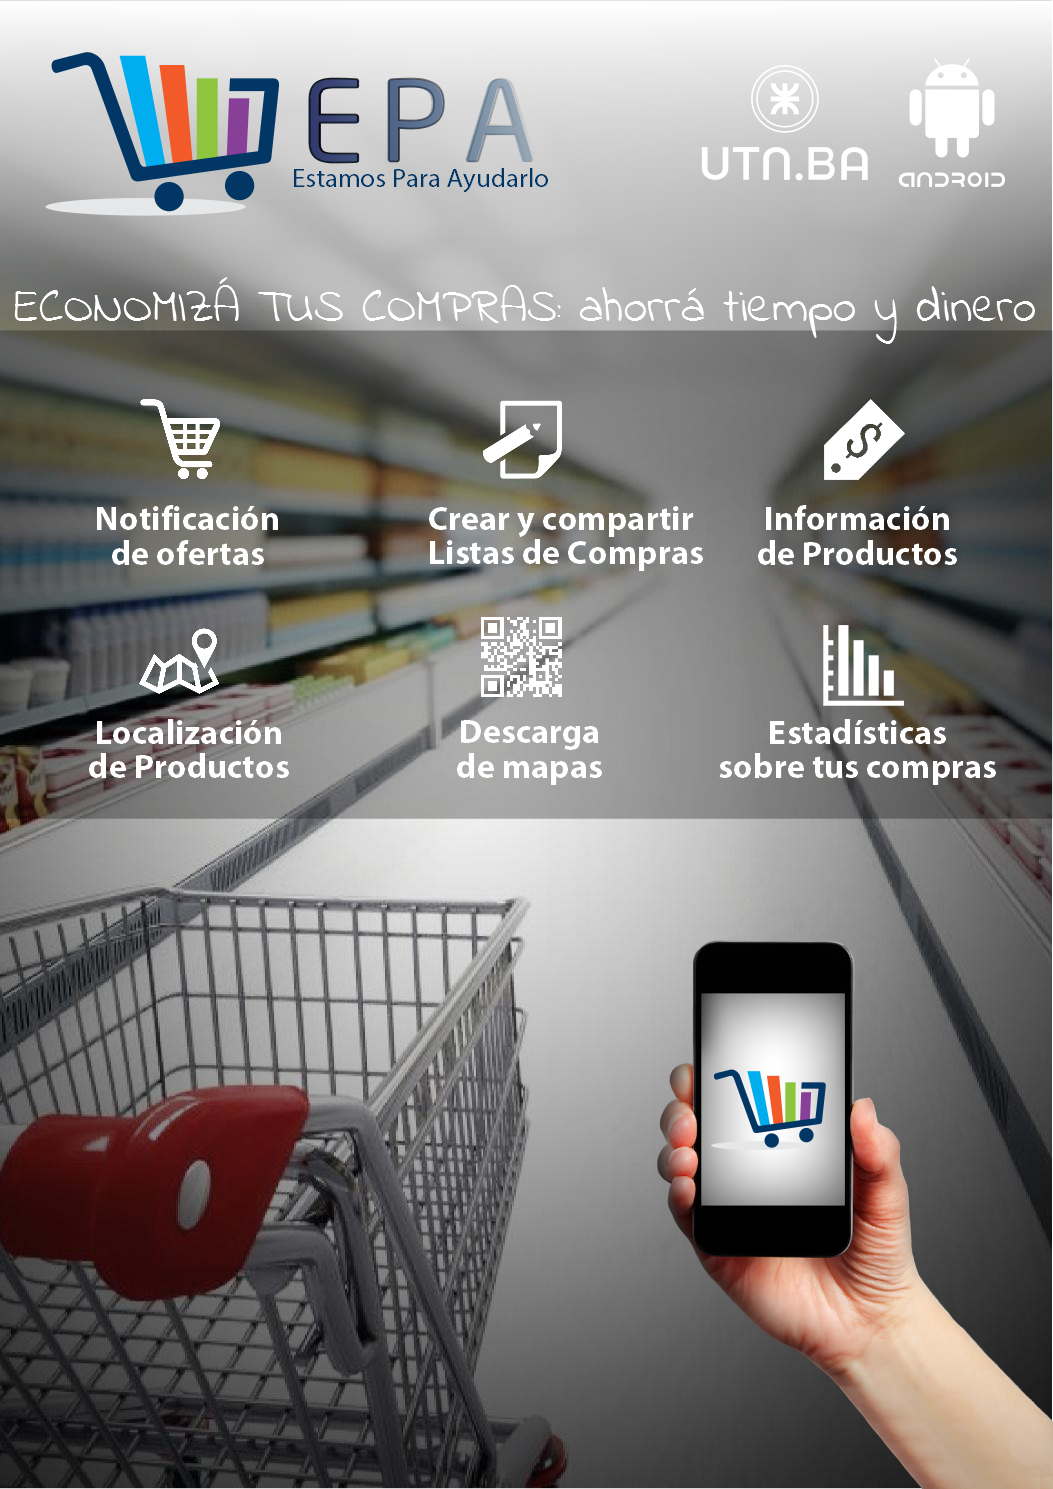 EPA
Estamos Para Ayudarlo
UTN.BA
ANDROID
ECONOMIZÁ TUS COMPRAS: ahorrá tiempo y dinero
Notificación
de ofertas
Crear y compartir
Listas de Compras
$
Información
de Productos
Localización
de Productos
Descarga
de mapas
Estadísticas
sobre tus compras